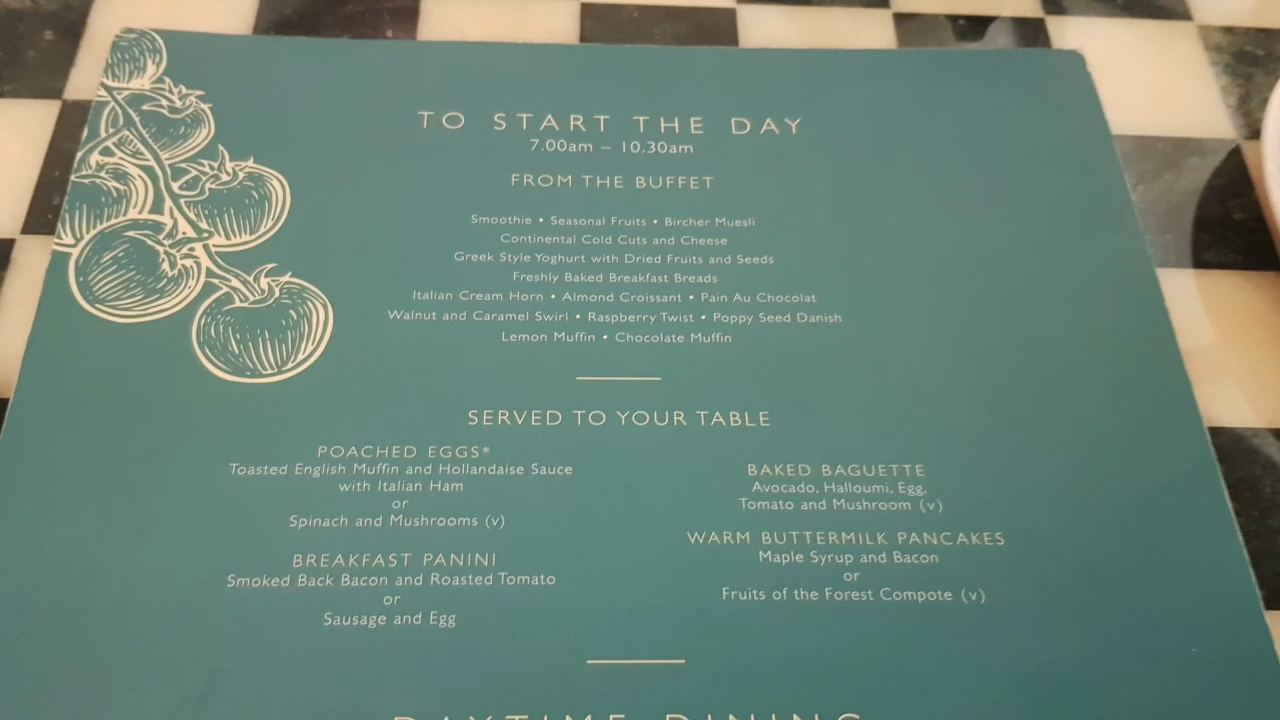 TO START THE DAY
7.00am – 10.30am
FROM THE BUFFET
Smoothie • Seasonal Fruits • Bircher Muesli
Continental Cold Cuts and Cheese
Greek Style Yoghurt with Dried Fruits and Seeds
Freshly Baked Breakfast Breads
Italian Cream Horn • Almond Croissant • Pain Au Chocolat
Walnut and Caramel Swirl • Raspberry Twist • Poppy Seed Danish
Lemon Muffin • Chocolate Muffin
SERVED TO YOUR TABLE
POACHED EGGS*
Toasted English Muffin and Hollandaise Sauce
with Italian Ham
or
Spinach and Mushrooms (v)
BREAKFAST PANINI
Smoked Back Bacon and Roasted Tomato
or
Sausage and Egg
BAKED BAGUETTE
Avocado, Halloumi, Egg,
Tomato and Mushroom (v)
WARM BUTTERMILK PANCAKES
Maple Syrup and Bacon
or
Fruits of the Forest Compote (v)
DAYTIME DINING